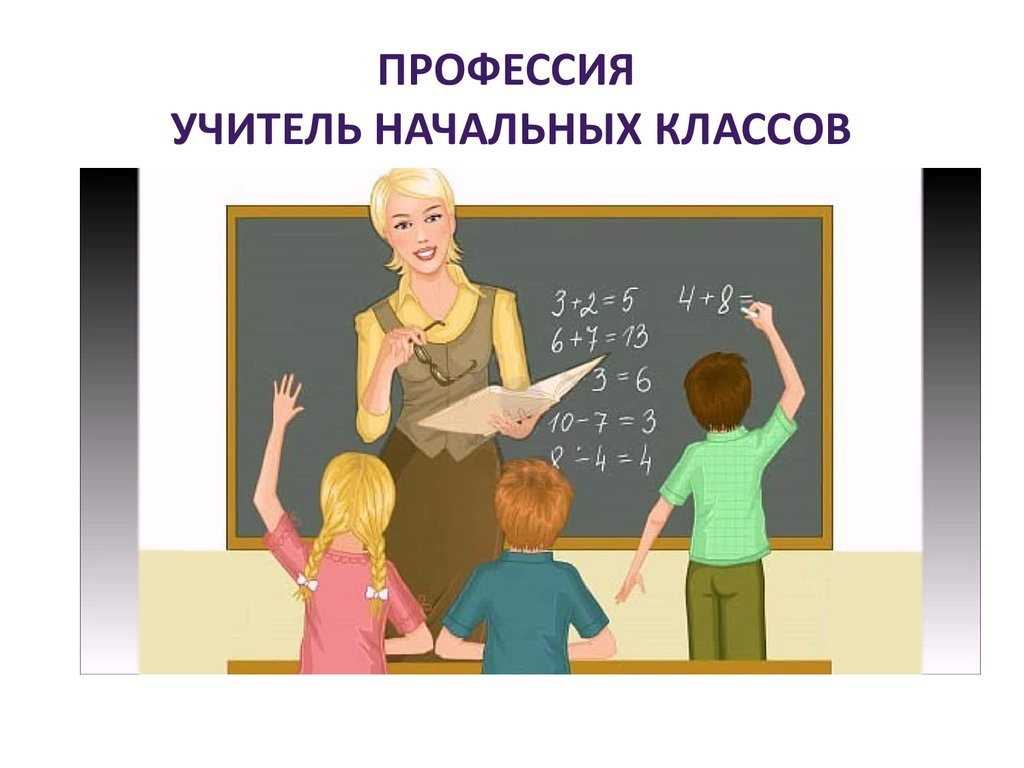 ПРОФЕССИЯ
УЧИТЕЛЬ НАЧАЛЬНЫХ КЛАССОВ
3+2=5 4+8=
6+7=13
3=6
10-7=3
8-4=4